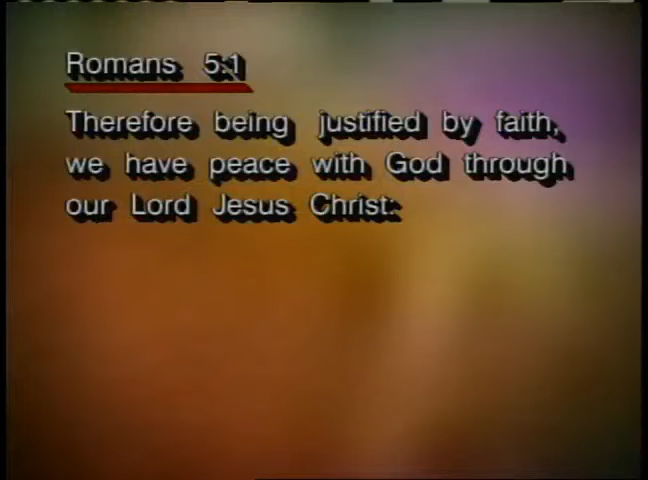 Romans 5:1
Therefore being justified by faith,
we have peace with God through
our Lord Jesus Christ: